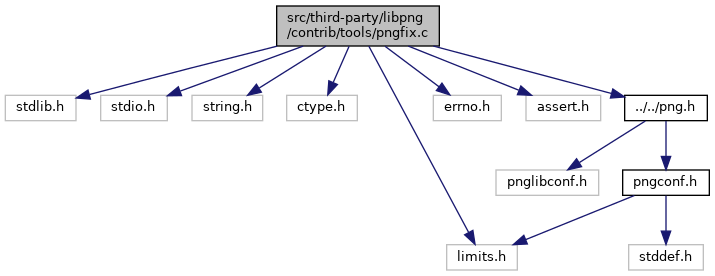 src/third-party/libpng
/contrib/tools/pngfix.c
stdlib.h
stdio.h
string.h
ctype.h
errno.h
assert.h
../../png.h
pnglibconf.h
pngconf.h
limits.h
stddef.h